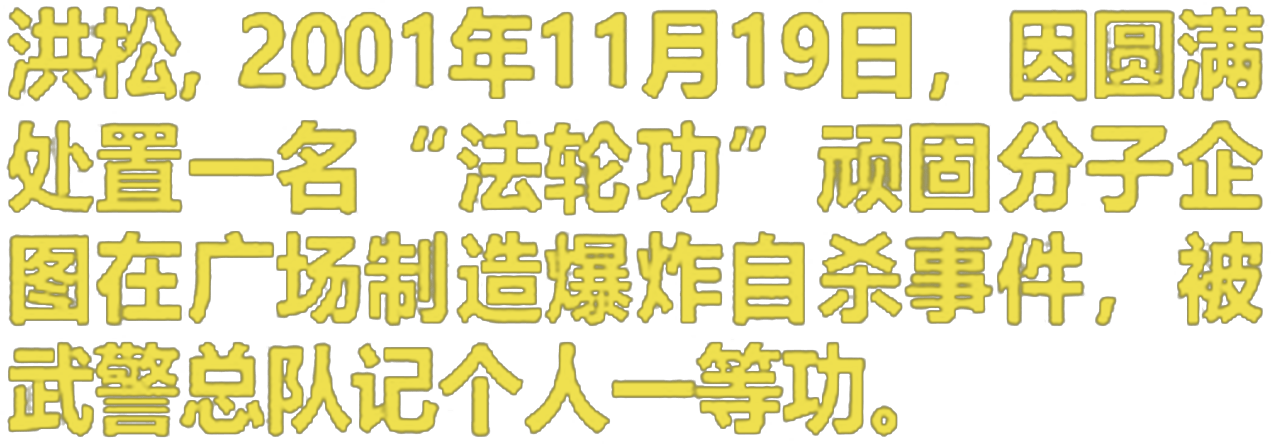 洪松，2001年11月19日，因圆满
处置一名“法轮功”顽固分子企
图在广场制造爆炸自杀事件，被
武警总队记个人一等功。